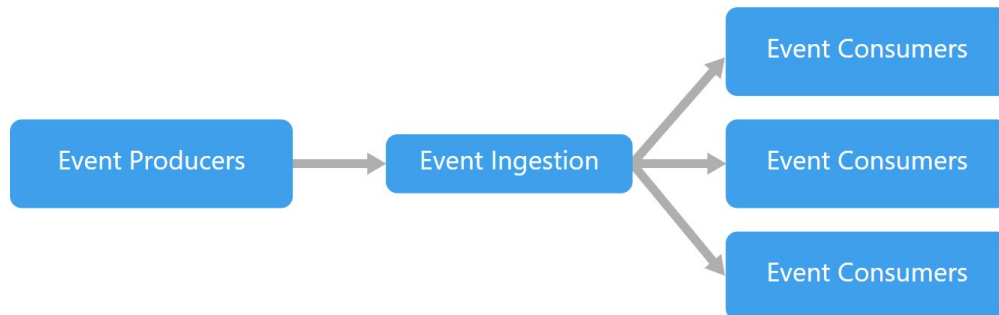 Event Consumers
Event Producers
Event Ingestion
Event Consumers
Event Consumers